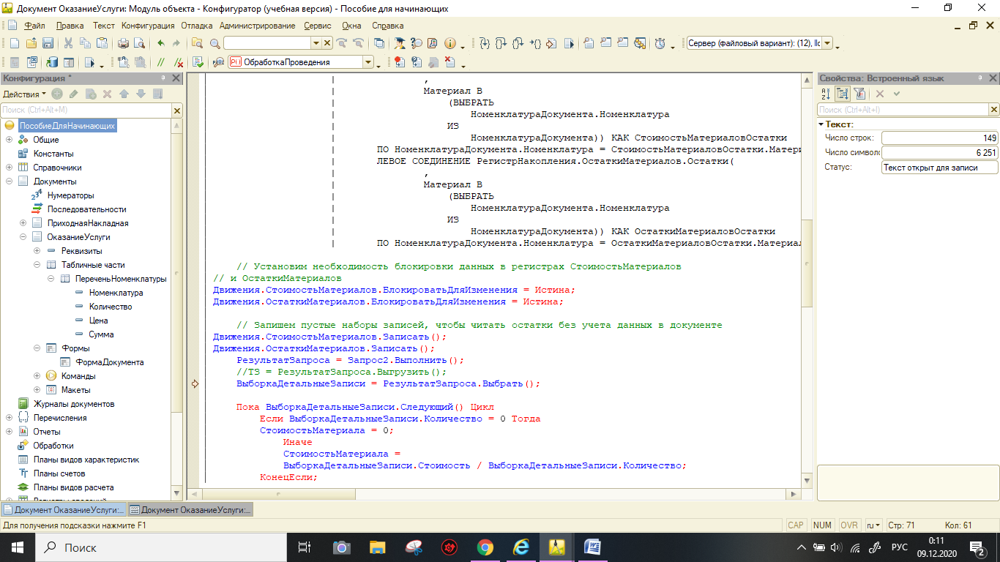 Документ ОказаниеУслуги: Модуль объекта - Конфигуратор (учебная версия) - Пособие для начинающих
Файл Правка Текст Конфигурация Отладка Администрирование Сервис Окна Справка
Сервер (файловый вариант): (12), llc
ОбработкаПроведения
Конфигурация *
Действия
Поиск (Ctrl+Alt+M)
ПособиеДляНачинающих
Общие
Константы
Справочники
Документы
Нумераторы
Последовательности
ПриходнаяНакладная
ОказаниеУслуги
Реквизиты
Табличные части
ПереченьНоменклатуры
Номенклатура
Количество
Цена
Сумма
Формы
ФормаДокумента
Команды
Макеты
Журналы документов
Перечисления
Отчеты
Обработки
Планы видов характеристик
Планы счетов
Планы видов расчета
| ,
| Материал В
| (ВЫБРАТЬ
| НоменклатураДокумента.Номенклатура
| ИЗ
| НоменклатураДокумента)) КАК СтоимостьМатериаловОстатки
| ПО НоменклатураДокумента.Номенклатура = СтоимостьМатериаловОстатки.Матери
| ЛЕВОЕ СОЕДИНЕНИЕ РегистрНакопления.ОстаткиМатериалов.Остатки(
| ,
| Материал В
| (ВЫБРАТЬ
| НоменклатураДокумента.Номенклатура
| ИЗ
| НоменклатураДокумента)) КАК ОстаткиМатериаловОстатки
| ПО НоменклатураДокумента.Номенклатура = ОстаткиМатериаловОстатки.Материал
// Установим необходимость блокировки данных в регистрах СтоимостьМатериалов
// и ОстаткиМатериалов
Движения.СтоимостьМатериалов.БлокироватьДляИзменения = Истина;
Движения.ОстаткиМатериалов.БлокироватьДляИзменения = Истина;
// Запишем пустые наборы записей, чтобы читать остатки без учета данных в документе
Движения.СтоимостьМатериалов.Записать();
Движения.ОстаткиМатериалов.Записать();
РезультатЗапроса = Запрос2.Выполнить();
//ТЗ = РезультатЗапроса.Выгрузить();
ВыборкаДетальныеЗаписи = РезультатЗапроса.Выбрать();
Пока ВыборкаДетальныеЗаписи.Следующий() Цикл
Если ВыборкаДетальныеЗаписи.Количество = 0 Тогда
СтоимостьМатериала = 0;
Иначе
СтоимостьМатериала =
ВыборкаДетальныеЗаписи.Стоимость / ВыборкаДетальныеЗаписи.Количество;
КонецЕсли;
Свойства: Встроенный язык
Поиск (Ctrl+Alt+I)
Текст:
Число строк: 149
Число символо 6 251
Статус: Текст открыт для записи
Документ ОказаниеУслуги:... Документ ОказаниеУслуги:...
Для получения подсказки нажмите F1
CAP NUM OVR ru Стр: 71 Кол: 61
Поиск
РУС
0:11
09.12.2020
2